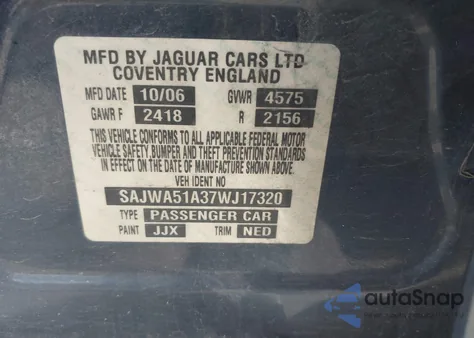 MFD BY JAGUAR CARS LTD
COVENTRY ENGLAND
MFD DATE 10/06 GVWR 4575
GAWR F 2418 R 2156
THIS VEHICLE CONFORMS TO ALL APPLICABLE FEDERAL MOTOR
VEHICLE SAFETY, BUMPER AND THEFT PREVENTION STANDARDS
IN EFFECT ON THE DATE OF MANUFACTURE SHOWN ABOVE
VEH IDENT NO
SAJWA51A37WJ17320
TYPE PASSENGER CAR
PAINT JJX TRIM NED
autoSnap